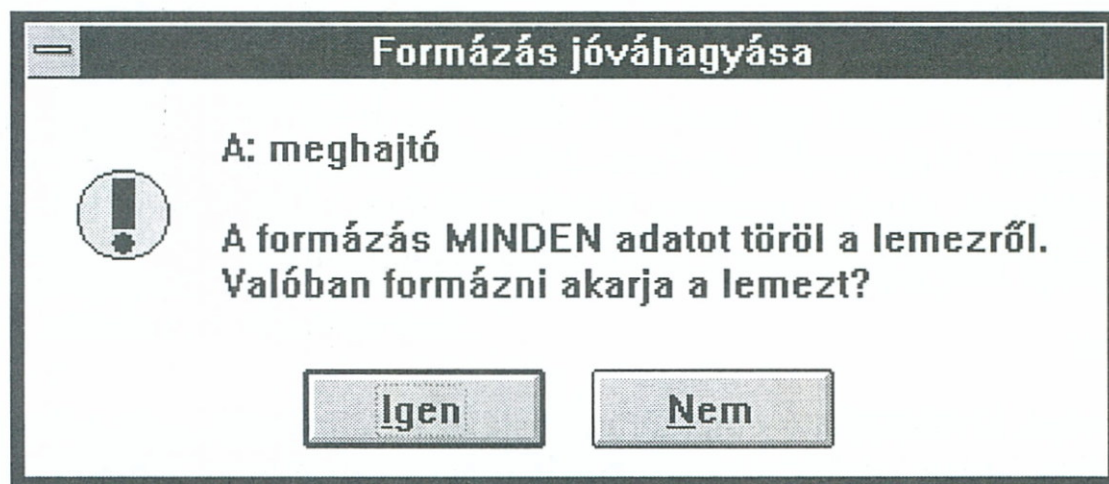 Formázás jóváhagyása
A: meghajtó
A formázás MINDEN adatot töröl a lemezről.
Valóban formázni akarja a lemezt?
Igen
Nem